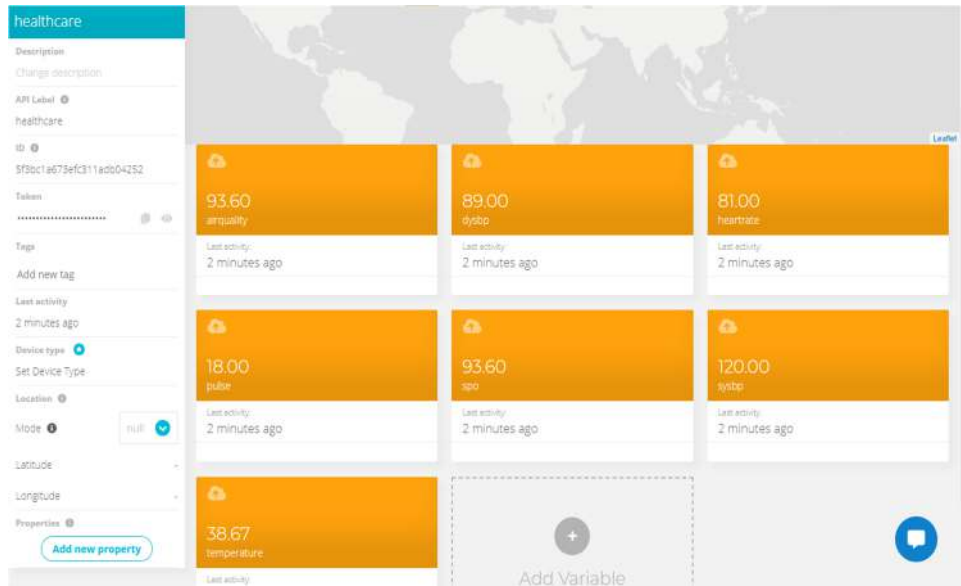 healthcare
Description
Change description
API Label
healthcare
ID
5f3bc1a673efc311adb04252
Token
Tags
Add new tag
Last activity
2 minutes ago
Device type
Set Device Type
Location
Mode
null
Latitude
-
Longitude
-
Properties
Add new property
Leaflet
93.60
airquality
Last activity:
2 minutes ago
89.00
dysbp
Last activity:
2 minutes ago
81.00
heartrate
Last activity:
2 minutes ago
18.00
pulse
Last activity:
2 minutes ago
93.60
spo
Last activity:
2 minutes ago
120.00
sysbp
Last activity:
2 minutes ago
38.67
temperature
Last activity:
+
Add Variable